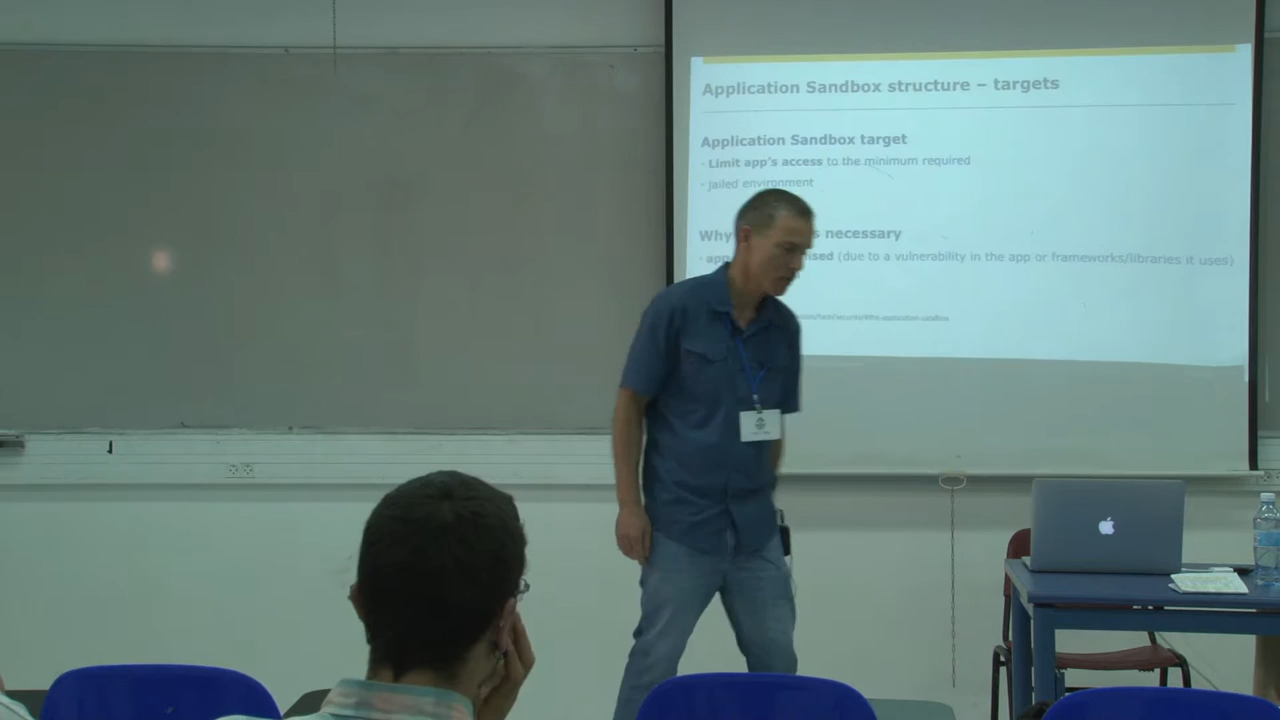 Application Sandbox structure – targets
Application Sandbox target
- Limit app's access to the minimum required
- jailed environment
Why s necessary
- app sed (due to a vulnerability in the app or frameworks/libraries it uses)